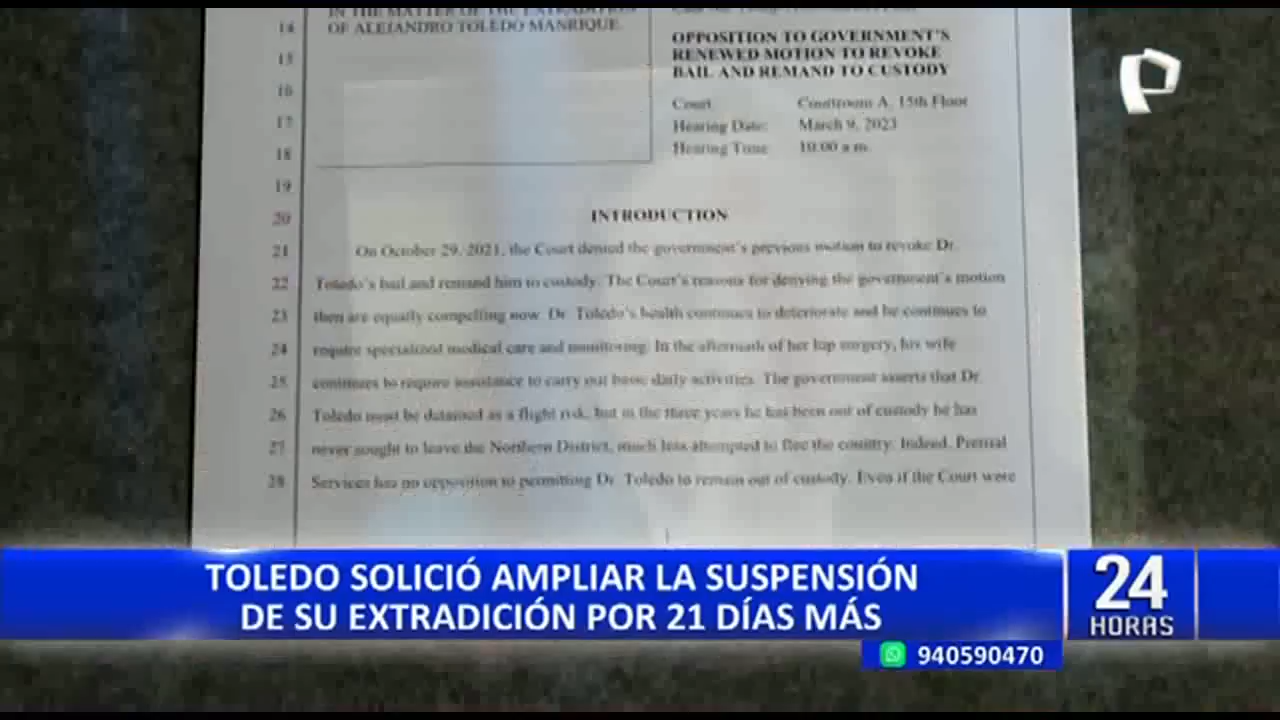 14 IN THE MATTER OF THE EXTRADITION
OF ALEJANDRO TOLEDO MANRIQUE
OPPOSITION TO GOVERNMENT'S
15 RENEWED MOTION TO REVOKE
BAIL AND REMAND TO CUSTODY
16
Court: Courtroom A, 15th Floor
17 Hearing Date: March 9, 2023
18 Hearing Time: 10:00 a.m.
19
20 INTRODUCTION
21 On October 29, 2021, the Court denied the government's previous motion to revoke Dr.
22 Toledo's bail and remand him to custody. The Court's reasons for denying the government's motion
23 then are equally compelling now. Dr. Toledo's health continues to deteriorate and he continues to
24 require specialized medical care and monitoring. In the aftermath of her hip surgery, his wife
25 continues to require assistance to carry out basic daily activities. The government asserts that Dr.
26 Toledo must be detained as a flight risk, but in the three years he has been out of custody he has
27 never sought to leave the Northern District, much less attempted to flee the country. Indeed, Pretrial
28 Services has no opposition to permitting Dr. Toledo to remain out of custody. Even if the Court were
1
TOLEDO SOLICIÓ AMPLIAR LA SUSPENSIÓN
DE SU EXTRADICIÓN POR 21 DÍAS MÁS
24
HORAS
940590470